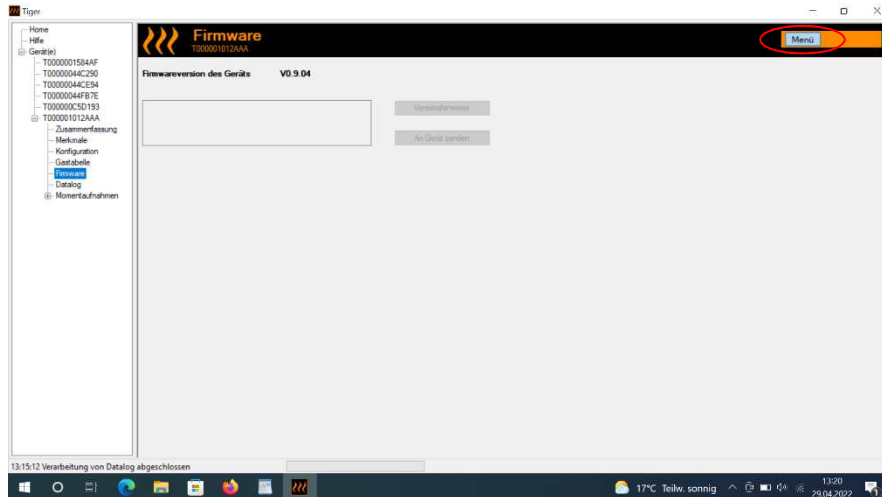 Tiger
Home
Hilfe
Gerät(e)
T0000001584AF
T00000044C290
T00000044CE94
T00000044FB7E
T000000C5D193
T000001012AAA
Zusammenfassung
Merkmale
Konfiguration
Gastabelle
Firmware
Datalog
Momentaufnahmen
Firmware
T000001012AAA
Menü
Firmwareversion des Geräts V0.9.04
Versionshinweise
An Gerät senden
13:15:12 Verarbeitung von Datalog abgeschlossen
17°C Teilw. sonnig
13:20
29.04.2022